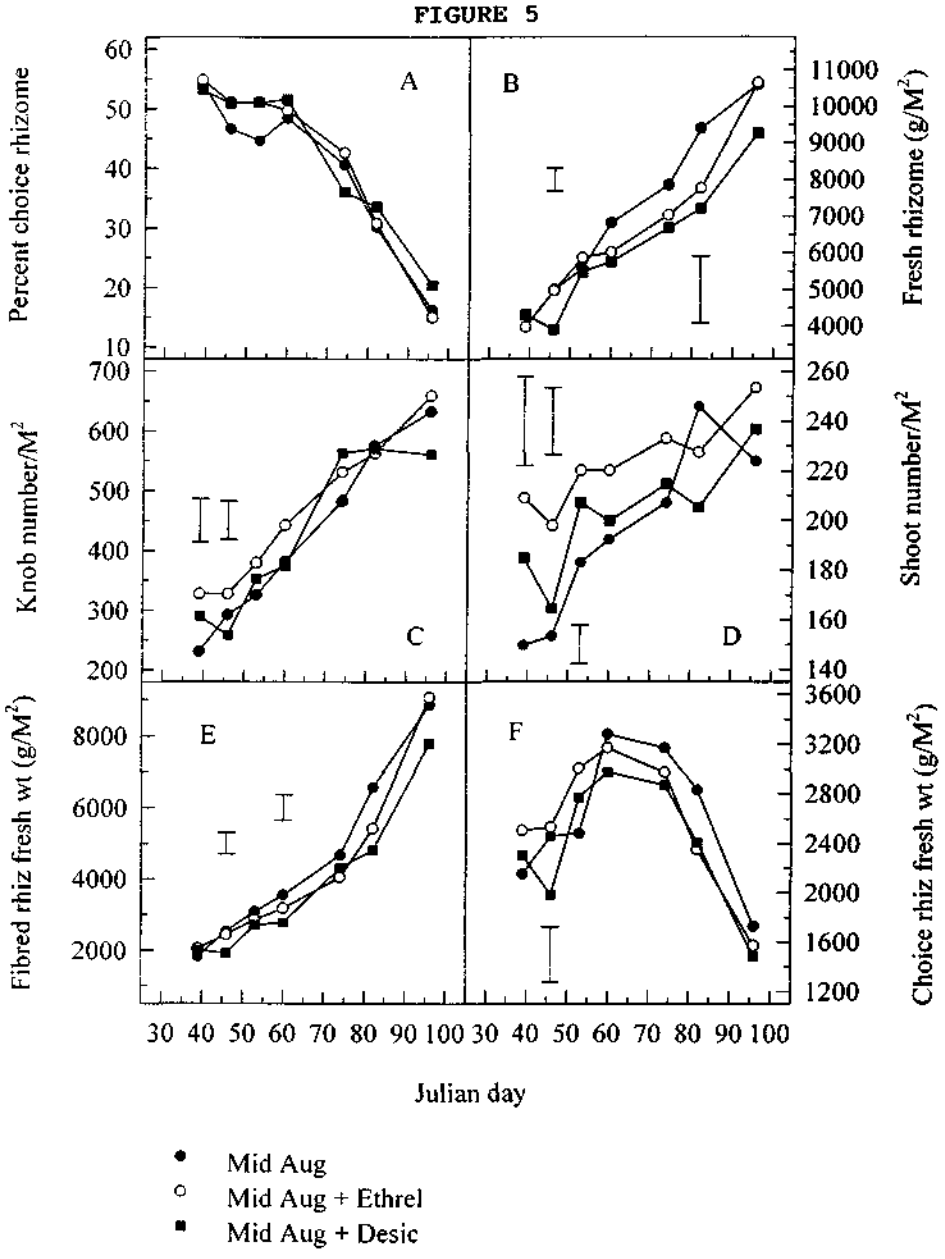 FIGURE 5
Percent choice rhizome
60
50
40
30
20
10
A
B
11000
10000
9000
8000
7000
6000
5000
4000
Fresh rhizome (g/M²)
Knob number/M²
700
600
500
400
300
200
C
D
260
240
220
200
180
160
140
Shoot number/M²
Fibred rhiz fresh wt (g/M²)
8000
6000
4000
2000
E
F
3600
3200
2800
2400
2000
1600
1200
Choice rhiz fresh wt (g/M²)
30 40 50 60 70 80 90 100 30 40 50 60 70 80 90 100
Julian day
Mid Aug
Mid Aug + Ethrel
Mid Aug + Desic